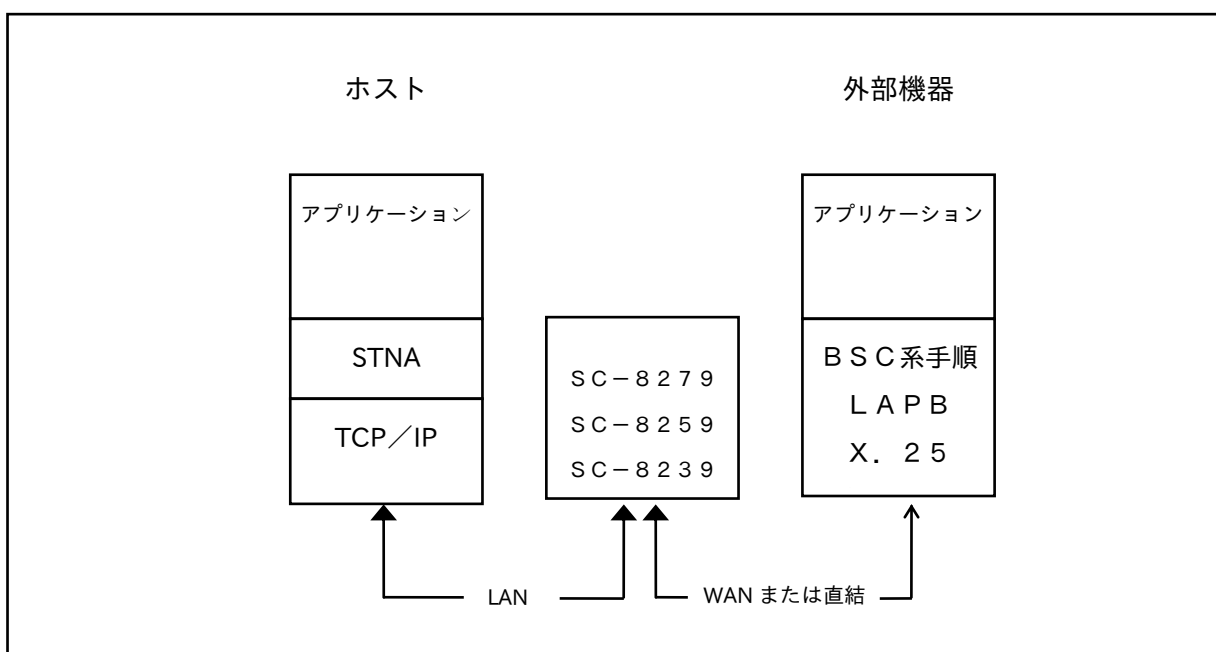 ホスト
外部機器
アプリケーション
アプリケーション
STNA
TCP／IP
ＳＣ－８２７９
ＳＣ－８２５９
ＳＣ－８２３９
ＢＳＣ系手順
ＬＡＰＢ
Ｘ．２５
LAN
WAN または直結